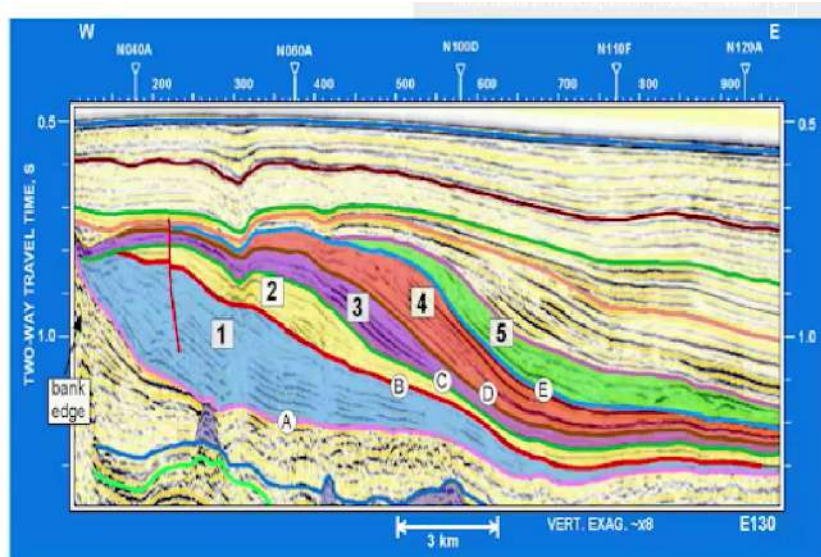 W E
N040A N060A N100D N110F N120A
200 300 400 500 600 700 800 900
0.5 0.5
TWO-WAY TRAVEL TIME, S
1.0 1.0
1 2 3 4 5
A B C D E
bank
edge
3 km
VERT. EXAG. ~x8 E130